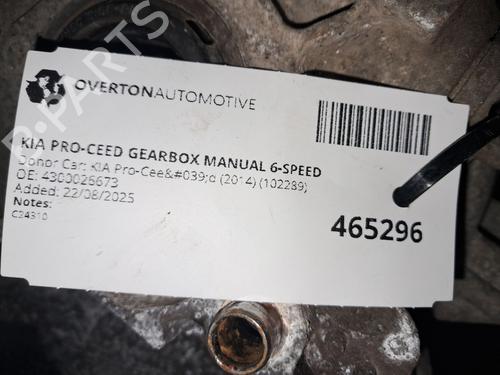 OVERTONAUTOMOTIVE
KIA PRO-CEED GEARBOX MANUAL 6-SPEED
Donor Car: KIA Pro-Cee&#039;d (2014) (102289)
OE: 4300026673
Added: 22/08/2025
Notes:
C24310
465296